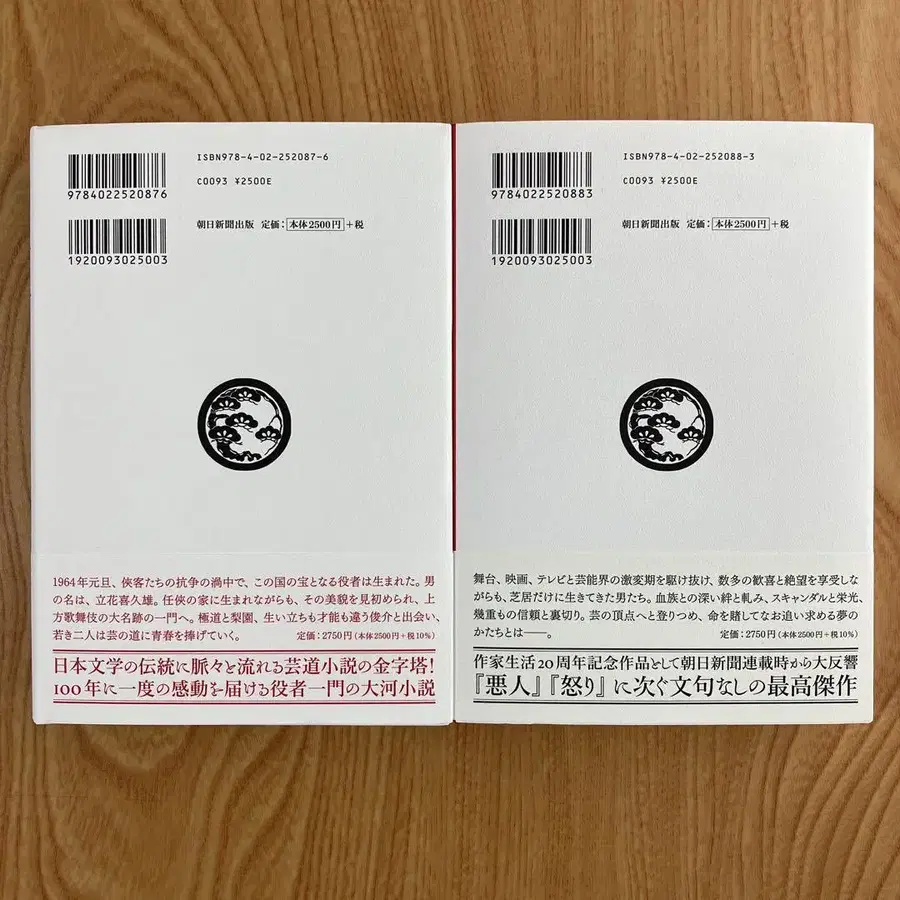 ISBN978-4-02-252087-6
9784022520876
C0093 ¥2500E
朝日新聞出版 定価：本体2500円＋税
1920093025003
1964年元旦、俠客たちの抗争の渦中で、この国の宝となる役者は生まれた。男
の名は、立花喜久雄。任俠の家に生まれながらも、その美貌を見初められ、上
方歌舞伎の大名跡の一門へ。極道と梨園、生い立ちも才能も違う俊介と出会い、
若き二人は芸の道に青春を捧げていく。
定価：2750円（本体2500円＋税10%）
日本文学の伝統に脈々と流れる芸道小説の金字塔！
100年に一度の感動を届ける役者一門の大河小説
ISBN978-4-02-252088-3
9784022520883
C0093 ¥2500E
朝日新聞出版 定価：本体2500円＋税
1920093025003
舞台、映画、テレビと芸能界の激変期を駆け抜け、数多の歓喜と絶望を享受しな
がらも、芝居だけに生きてきた男たち。血族との深い絆と軋み、スキャンダルと栄光、
幾重もの信頼と裏切り。芸の頂点へと登りつめ、命を賭してなお追い求める夢の
かたちとは――。
定価：2750円（本体2500円＋税10%）
作家生活20周年記念作品として朝日新聞連載時から大反響
『悪人』『怒り』に次ぐ文句なしの最高傑作